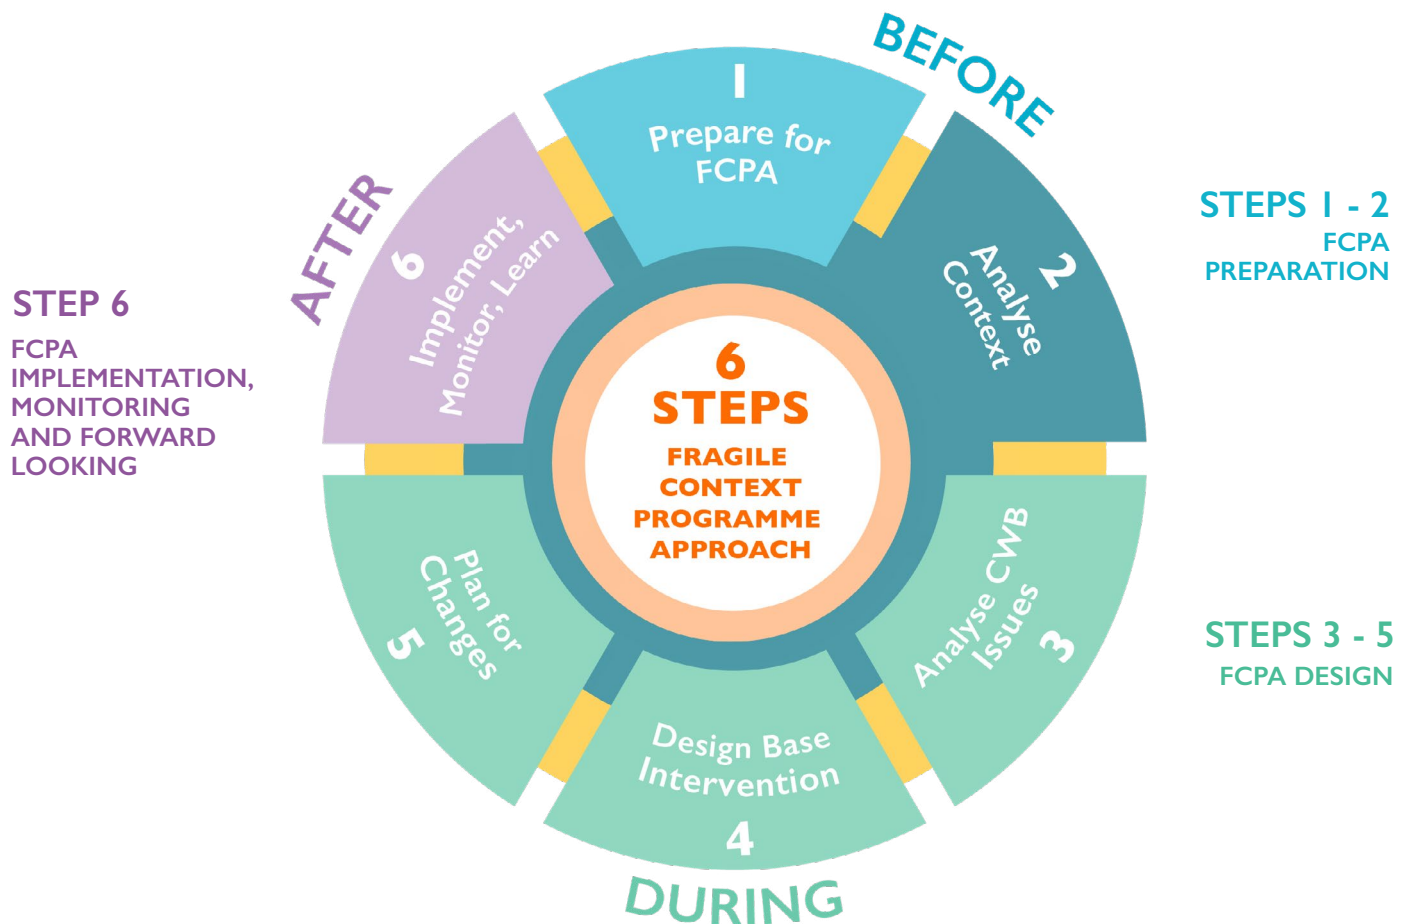 BEFORE
1
Prepare for
FCPA
2
Analyse
Context
STEPS 1 - 2
FCPA
PREPARATION
AFTER
6
Implement,
Monitor, Learn
STEP 6
FCPA
IMPLEMENTATION,
MONITORING
AND FORWARD
LOOKING
6
STEPS
FRAGILE
CONTEXT
PROGRAMME
APPROACH
Analyse CWB
Issues
3
STEPS 3 - 5
FCPA DESIGN
Design Base
Intervention
4
Plan for
Changes
5
DURING